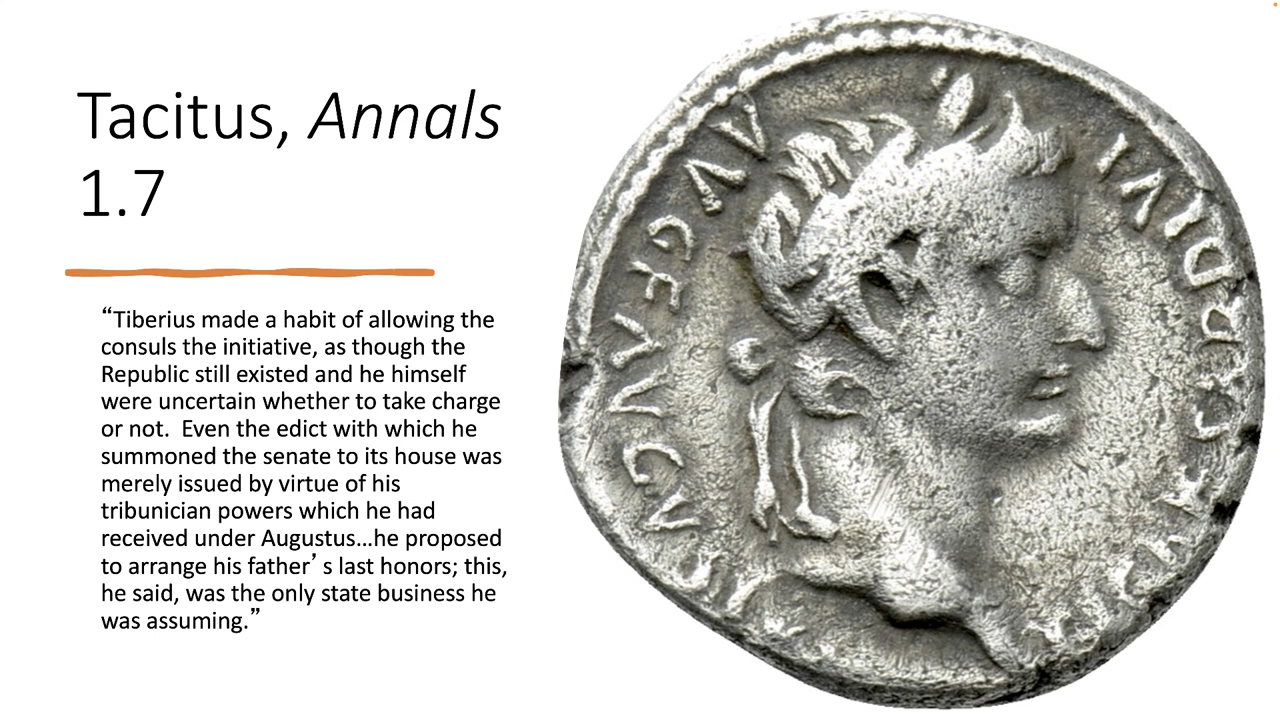 Tacitus, Annals
1.7
“Tiberius made a habit of allowing the
consuls the initiative, as though the
Republic still existed and he himself
were uncertain whether to take charge
or not.  Even the edict with which he
summoned the senate to its house was
merely issued by virtue of his
tribunician powers which he had
received under Augustus…he proposed
to arrange his father’ s last honors; this,
he said, was the only state business he
was assuming.”
DIVI
AVG F AVGVST